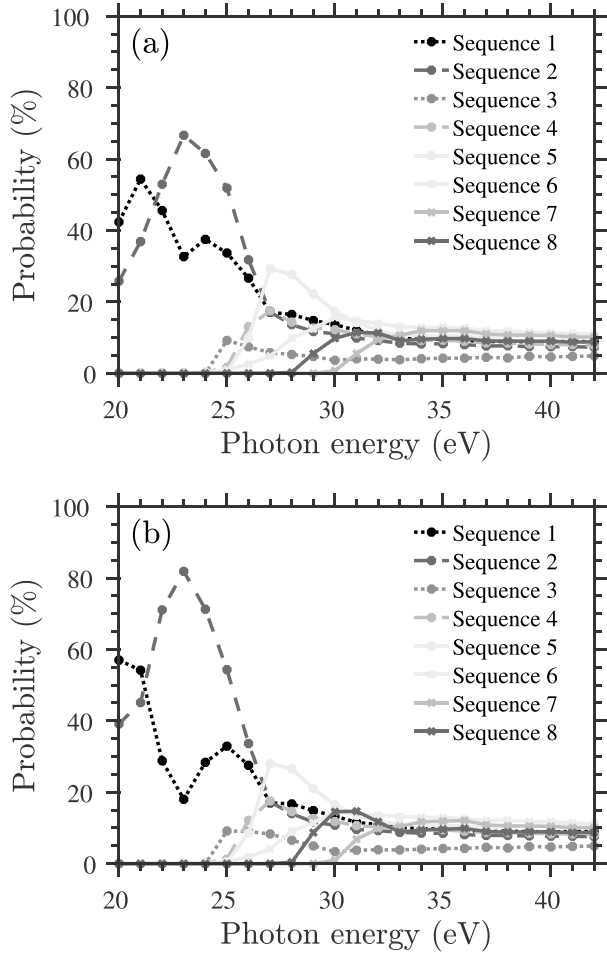 100
(a)
Sequence 1
Sequence 2
80
Sequence 3
Sequence 4
60
Sequence 5
Sequence 6
Sequence 7
40
Sequence 8
20
0
Probability (%)
20 25 30 35 40
Photon energy (eV)
100
(b)
Sequence 1
Sequence 2
80
Sequence 3
Sequence 4
60
Sequence 5
Sequence 6
Sequence 7
40
Sequence 8
20
0
Probability (%)
20 25 30 35 40
Photon energy (eV)